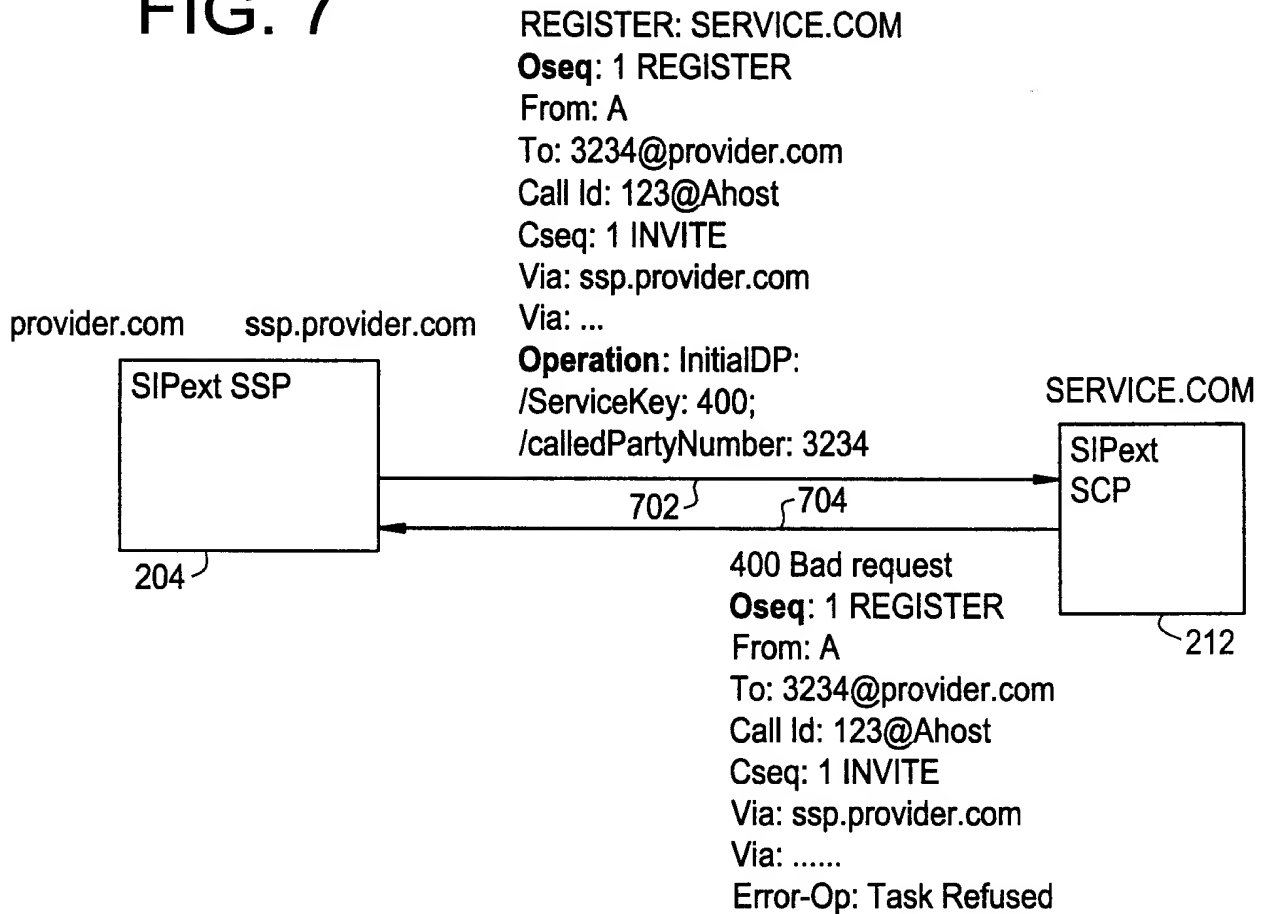 FIG. 7
REGISTER: SERVICE.COM
Oseq: 1 REGISTER
From: A
To: 3234@provider.com
Call Id: 123@Ahost
Cseq: 1 INVITE
Via: ssp.provider.com
Via: ...
Operation: InitialDP:
/ServiceKey: 400;
/calledPartyNumber: 3234
provider.com ssp.provider.com
SIPext SSP
204
SERVICE.COM
SIPext
SCP
212
702
704
400 Bad request
Oseq: 1 REGISTER
From: A
To: 3234@provider.com
Call Id: 123@Ahost
Cseq: 1 INVITE
Via: ssp.provider.com
Via: ......
Error-Op: Task Refused